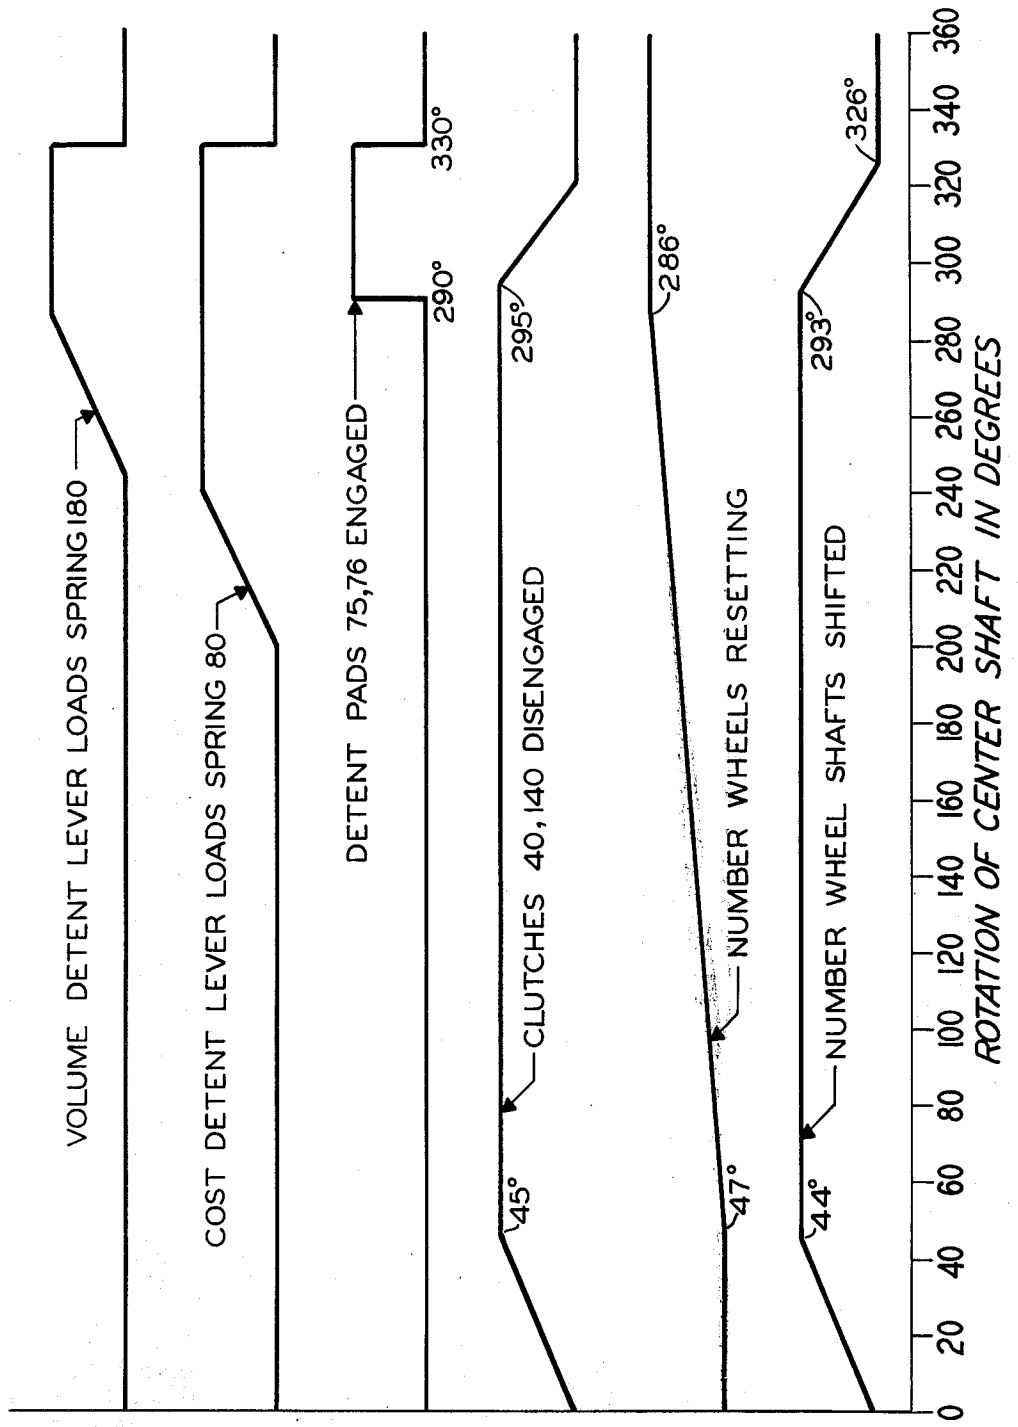 VOLUME DETENT LEVER LOADS SPRING 180
COST DETENT LEVER LOADS SPRING 80
DETENT PADS 75,76 ENGAGED
290°
330°
45°
CLUTCHES 40,140 DISENGAGED
295°
47°
NUMBER WHEELS RESETTING
286°
44°
NUMBER WHEEL SHAFTS SHIFTED
293°
326°
0 20 40 60 80 100 120 140 160 180 200 220 240 260 280 300 320 340 360
ROTATION OF CENTER SHAFT IN DEGREES